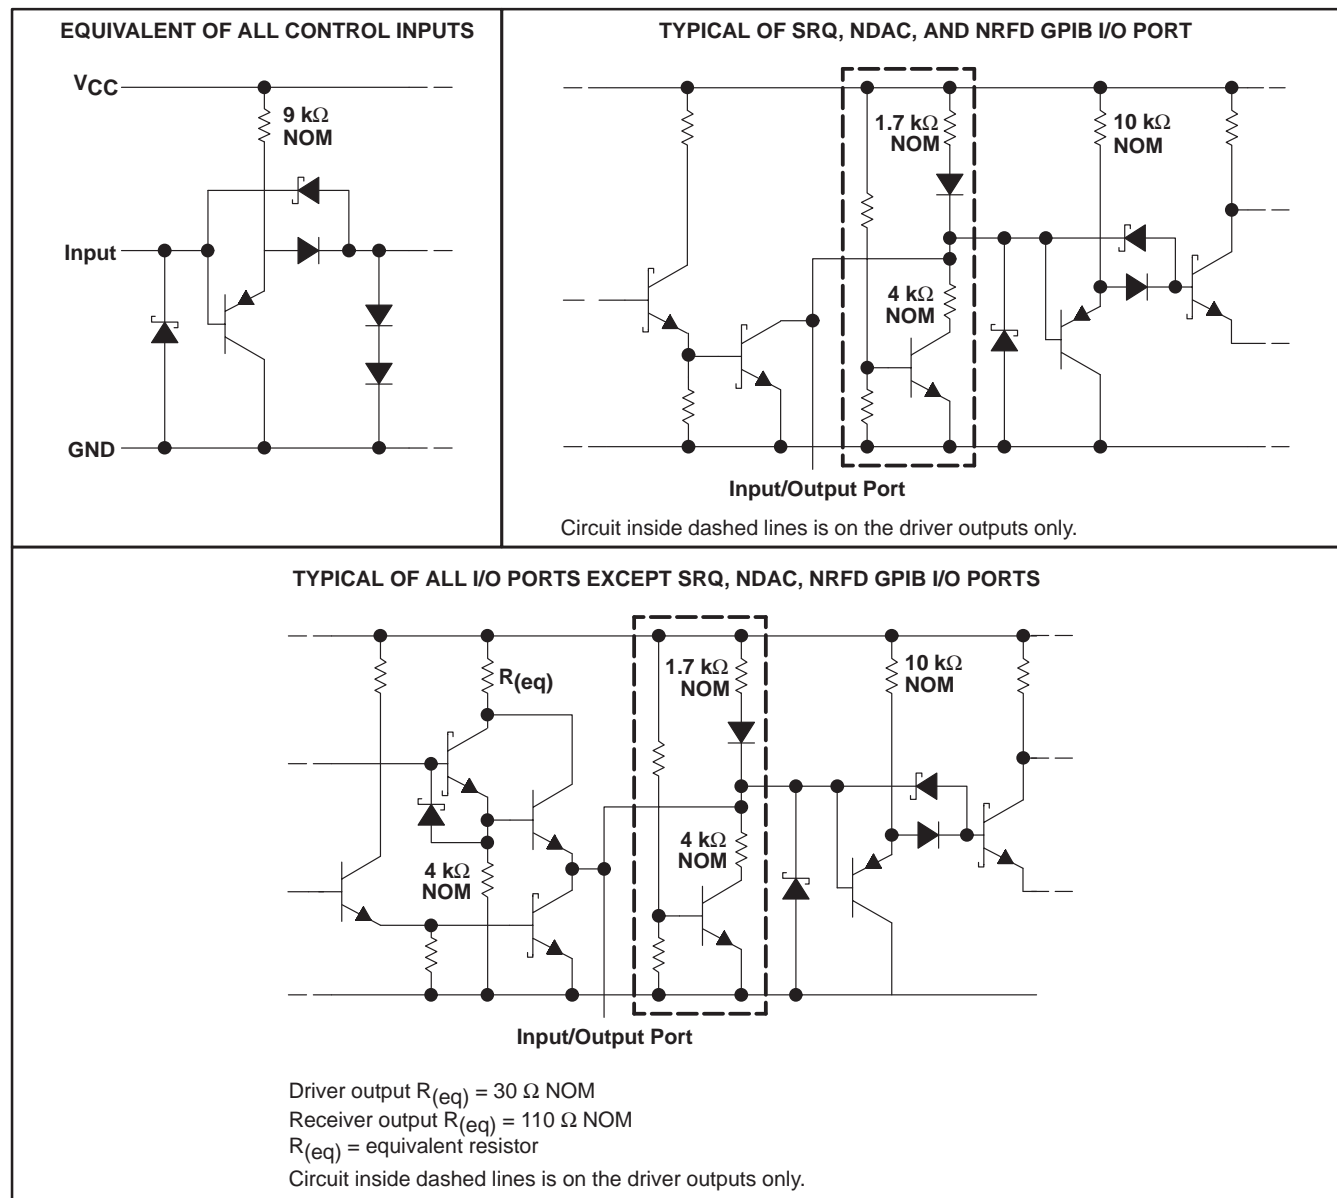 EQUIVALENT OF ALL CONTROL INPUTS
VCC
9 kΩ
NOM
Input
GND
TYPICAL OF SRQ, NDAC, AND NRFD GPIB I/O PORT
1.7 kΩ
NOM
10 kΩ
NOM
4 kΩ
NOM
Input/Output Port
Circuit inside dashed lines is on the driver outputs only.
TYPICAL OF ALL I/O PORTS EXCEPT SRQ, NDAC, NRFD GPIB I/O PORTS
R(eq)
1.7 kΩ
NOM
10 kΩ
NOM
4 kΩ
NOM
4 kΩ
NOM
Input/Output Port
Driver output R(eq) = 30 Ω NOM
Receiver output R(eq) = 110 Ω NOM
R(eq) = equivalent resistor
Circuit inside dashed lines is on the driver outputs only.